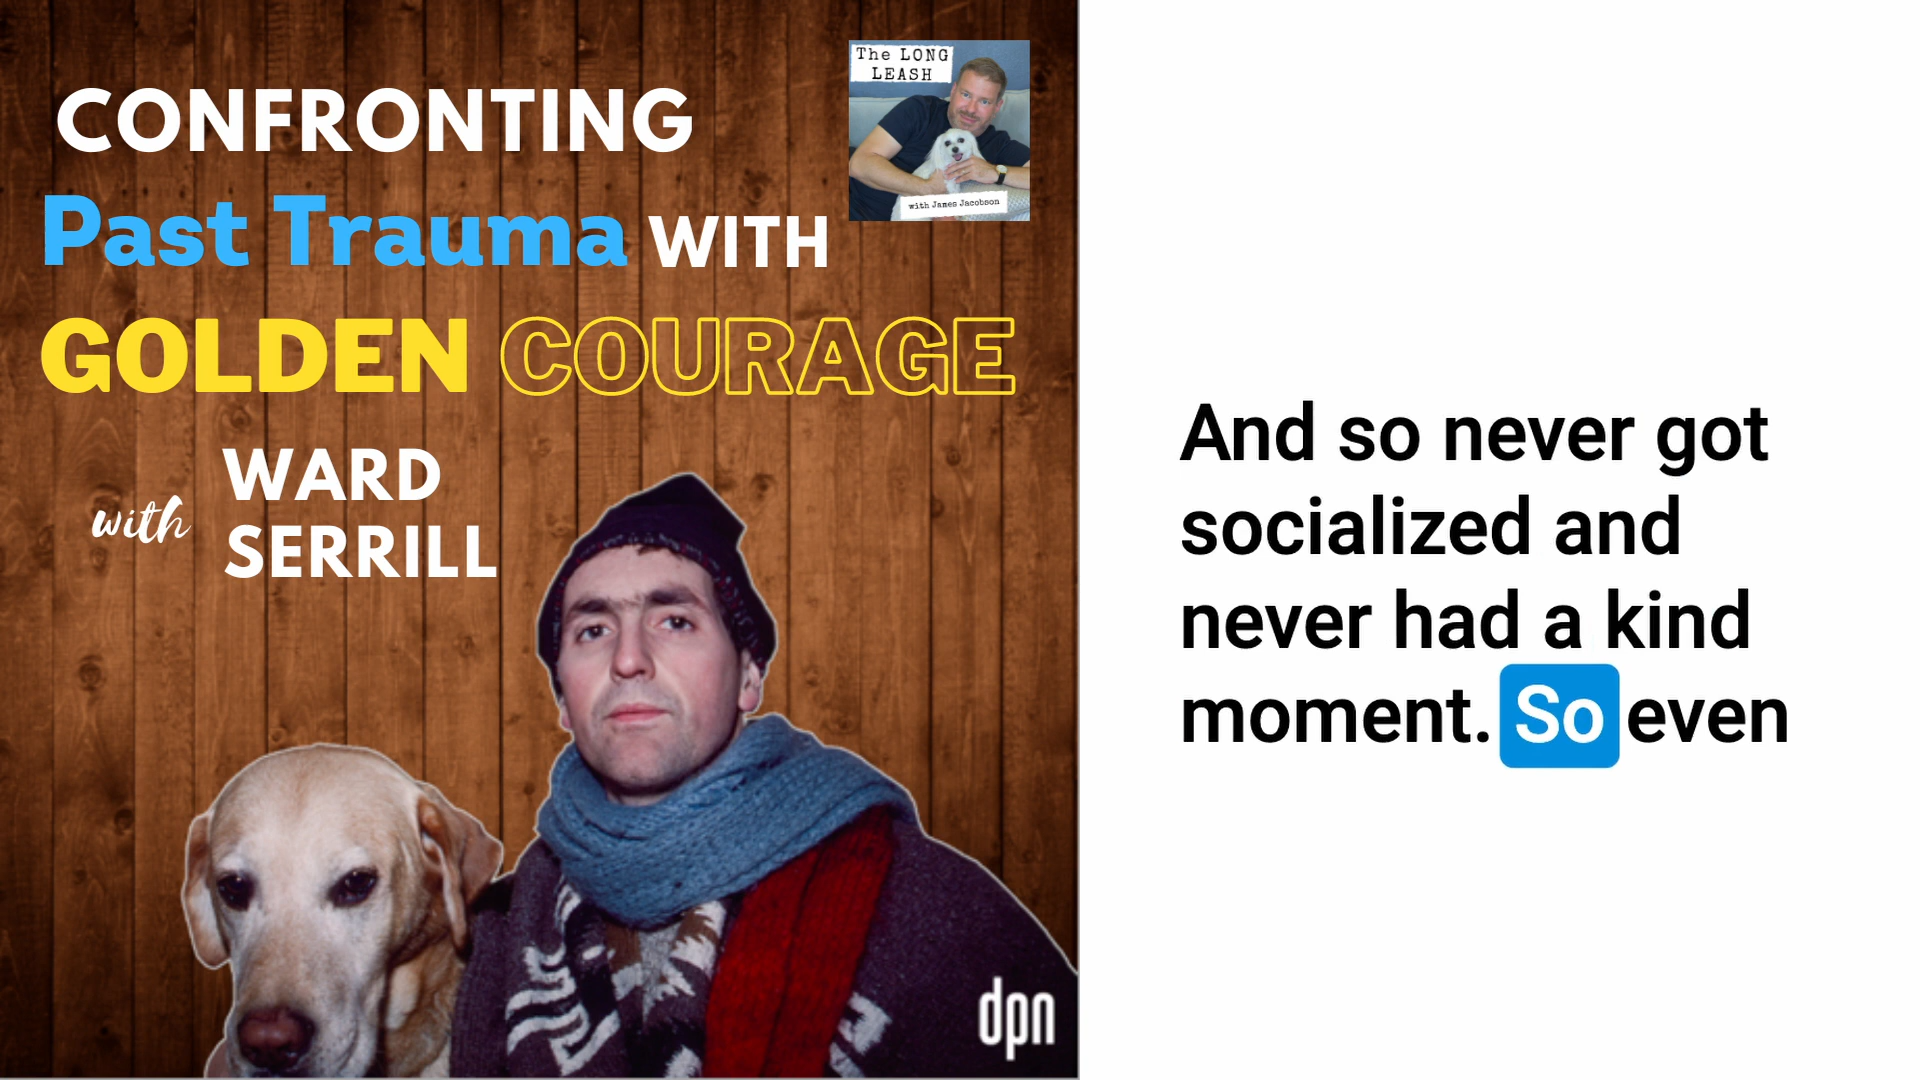 CONFRONTING
Past Trauma WITH
GOLDEN COURAGE
with WARD
SERRILL
The LONG
LEASH
with James Jacobson
dpn
And so never got
socialized and
never had a kind
moment. So even